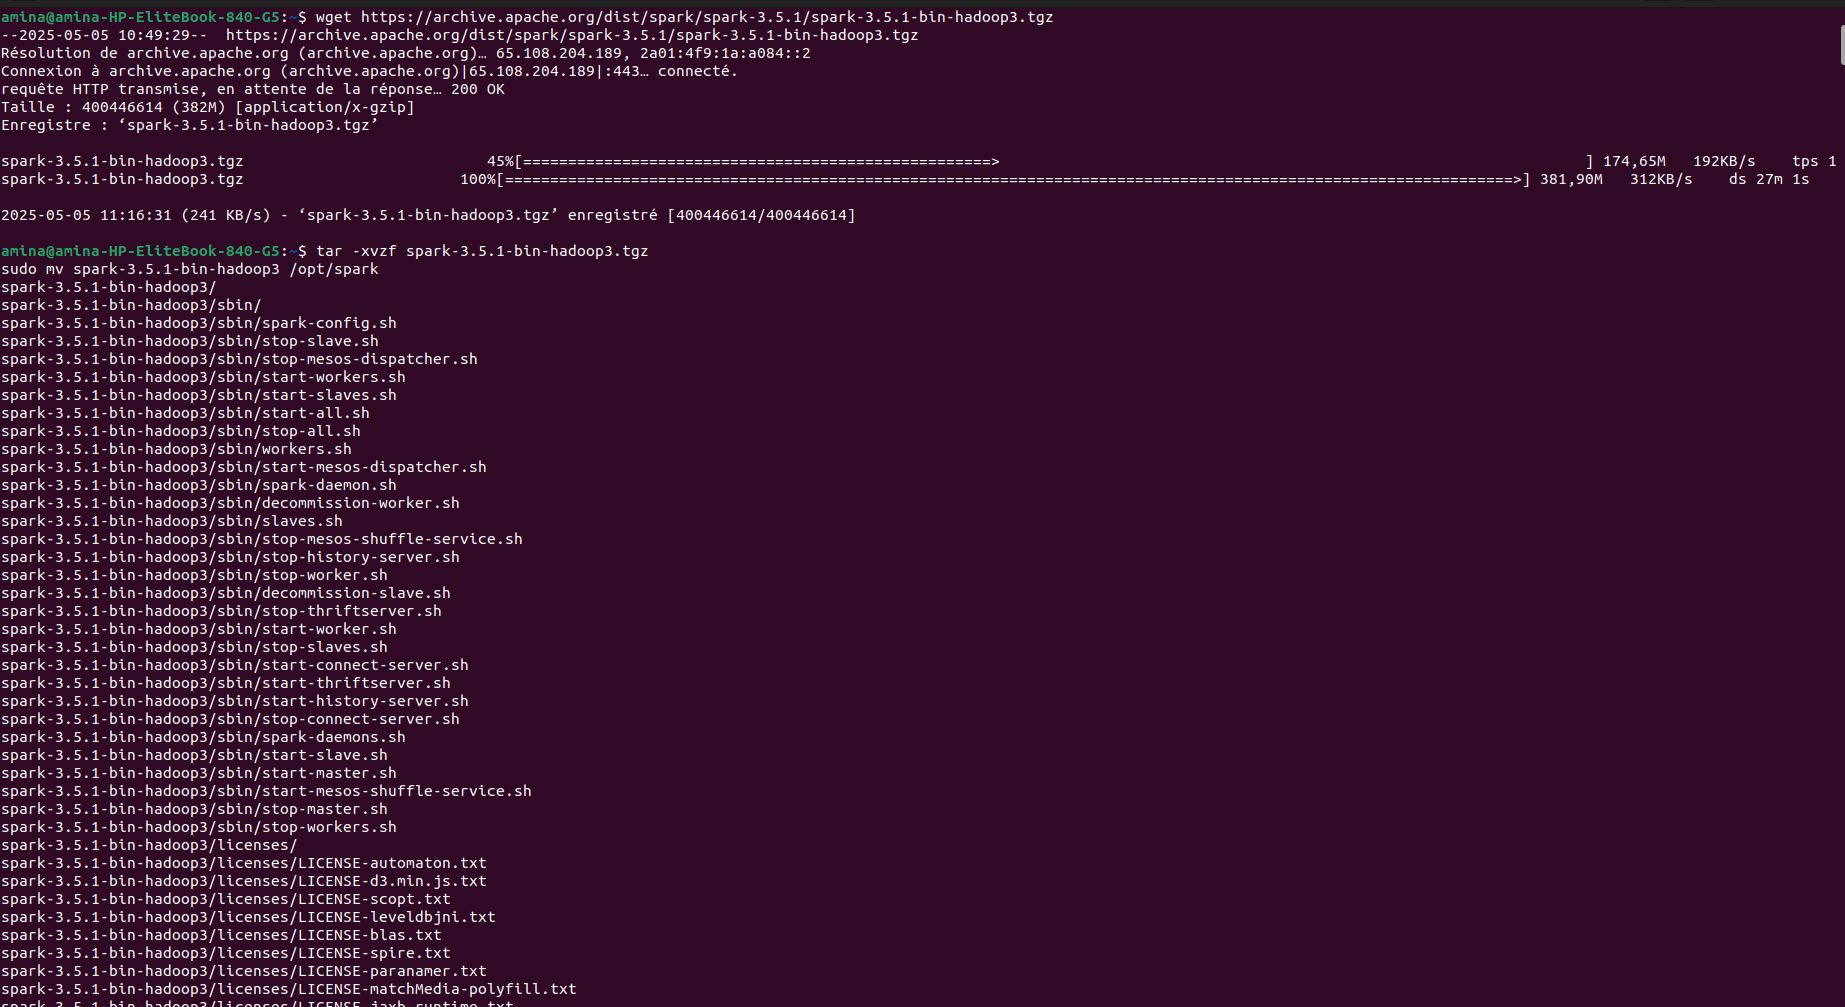 amina@amina-HP-EliteBook-840-G5:~$ wget https://archive.apache.org/dist/spark/spark-3.5.1/spark-3.5.1-bin-hadoop3.tgz
--2025-05-05 10:49:29--  https://archive.apache.org/dist/spark/spark-3.5.1/spark-3.5.1-bin-hadoop3.tgz
Résolution de archive.apache.org (archive.apache.org)… 65.108.204.189, 2a01:4f9:1a:a084::2
Connexion à archive.apache.org (archive.apache.org)|65.108.204.189|:443… connecté.
requête HTTP transmise, en attente de la réponse… 200 OK
Taille : 400446614 (382M) [application/x-gzip]
Enregistre : ‘spark-3.5.1-bin-hadoop3.tgz’
spark-3.5.1-bin-hadoop3.tgz 45%[====================================================> ] 174,65M 192KB/s tps 1
spark-3.5.1-bin-hadoop3.tgz 100%[================================================================================================================>] 381,90M 312KB/s ds 27m 1s
2025-05-05 11:16:31 (241 KB/s) - ‘spark-3.5.1-bin-hadoop3.tgz’ enregistré [400446614/400446614]
amina@amina-HP-EliteBook-840-G5:~$ tar -xvzf spark-3.5.1-bin-hadoop3.tgz
sudo mv spark-3.5.1-bin-hadoop3 /opt/spark
spark-3.5.1-bin-hadoop3/
spark-3.5.1-bin-hadoop3/sbin/
spark-3.5.1-bin-hadoop3/sbin/spark-config.sh
spark-3.5.1-bin-hadoop3/sbin/stop-slave.sh
spark-3.5.1-bin-hadoop3/sbin/stop-mesos-dispatcher.sh
spark-3.5.1-bin-hadoop3/sbin/start-workers.sh
spark-3.5.1-bin-hadoop3/sbin/start-slaves.sh
spark-3.5.1-bin-hadoop3/sbin/start-all.sh
spark-3.5.1-bin-hadoop3/sbin/stop-all.sh
spark-3.5.1-bin-hadoop3/sbin/workers.sh
spark-3.5.1-bin-hadoop3/sbin/start-mesos-dispatcher.sh
spark-3.5.1-bin-hadoop3/sbin/spark-daemon.sh
spark-3.5.1-bin-hadoop3/sbin/decommission-worker.sh
spark-3.5.1-bin-hadoop3/sbin/slaves.sh
spark-3.5.1-bin-hadoop3/sbin/stop-mesos-shuffle-service.sh
spark-3.5.1-bin-hadoop3/sbin/stop-history-server.sh
spark-3.5.1-bin-hadoop3/sbin/stop-worker.sh
spark-3.5.1-bin-hadoop3/sbin/decommission-slave.sh
spark-3.5.1-bin-hadoop3/sbin/stop-thriftserver.sh
spark-3.5.1-bin-hadoop3/sbin/start-worker.sh
spark-3.5.1-bin-hadoop3/sbin/stop-slaves.sh
spark-3.5.1-bin-hadoop3/sbin/start-connect-server.sh
spark-3.5.1-bin-hadoop3/sbin/start-thriftserver.sh
spark-3.5.1-bin-hadoop3/sbin/start-history-server.sh
spark-3.5.1-bin-hadoop3/sbin/stop-connect-server.sh
spark-3.5.1-bin-hadoop3/sbin/spark-daemons.sh
spark-3.5.1-bin-hadoop3/sbin/start-slave.sh
spark-3.5.1-bin-hadoop3/sbin/start-master.sh
spark-3.5.1-bin-hadoop3/sbin/start-mesos-shuffle-service.sh
spark-3.5.1-bin-hadoop3/sbin/stop-master.sh
spark-3.5.1-bin-hadoop3/sbin/stop-workers.sh
spark-3.5.1-bin-hadoop3/licenses/
spark-3.5.1-bin-hadoop3/licenses/LICENSE-automaton.txt
spark-3.5.1-bin-hadoop3/licenses/LICENSE-d3.min.js.txt
spark-3.5.1-bin-hadoop3/licenses/LICENSE-scopt.txt
spark-3.5.1-bin-hadoop3/licenses/LICENSE-leveldbjni.txt
spark-3.5.1-bin-hadoop3/licenses/LICENSE-blas.txt
spark-3.5.1-bin-hadoop3/licenses/LICENSE-spire.txt
spark-3.5.1-bin-hadoop3/licenses/LICENSE-paranamer.txt
spark-3.5.1-bin-hadoop3/licenses/LICENSE-matchMedia-polyfill.txt
spark-3.5.1-bin-hadoop3/licenses/LICENSE-jaxb-runtime.txt